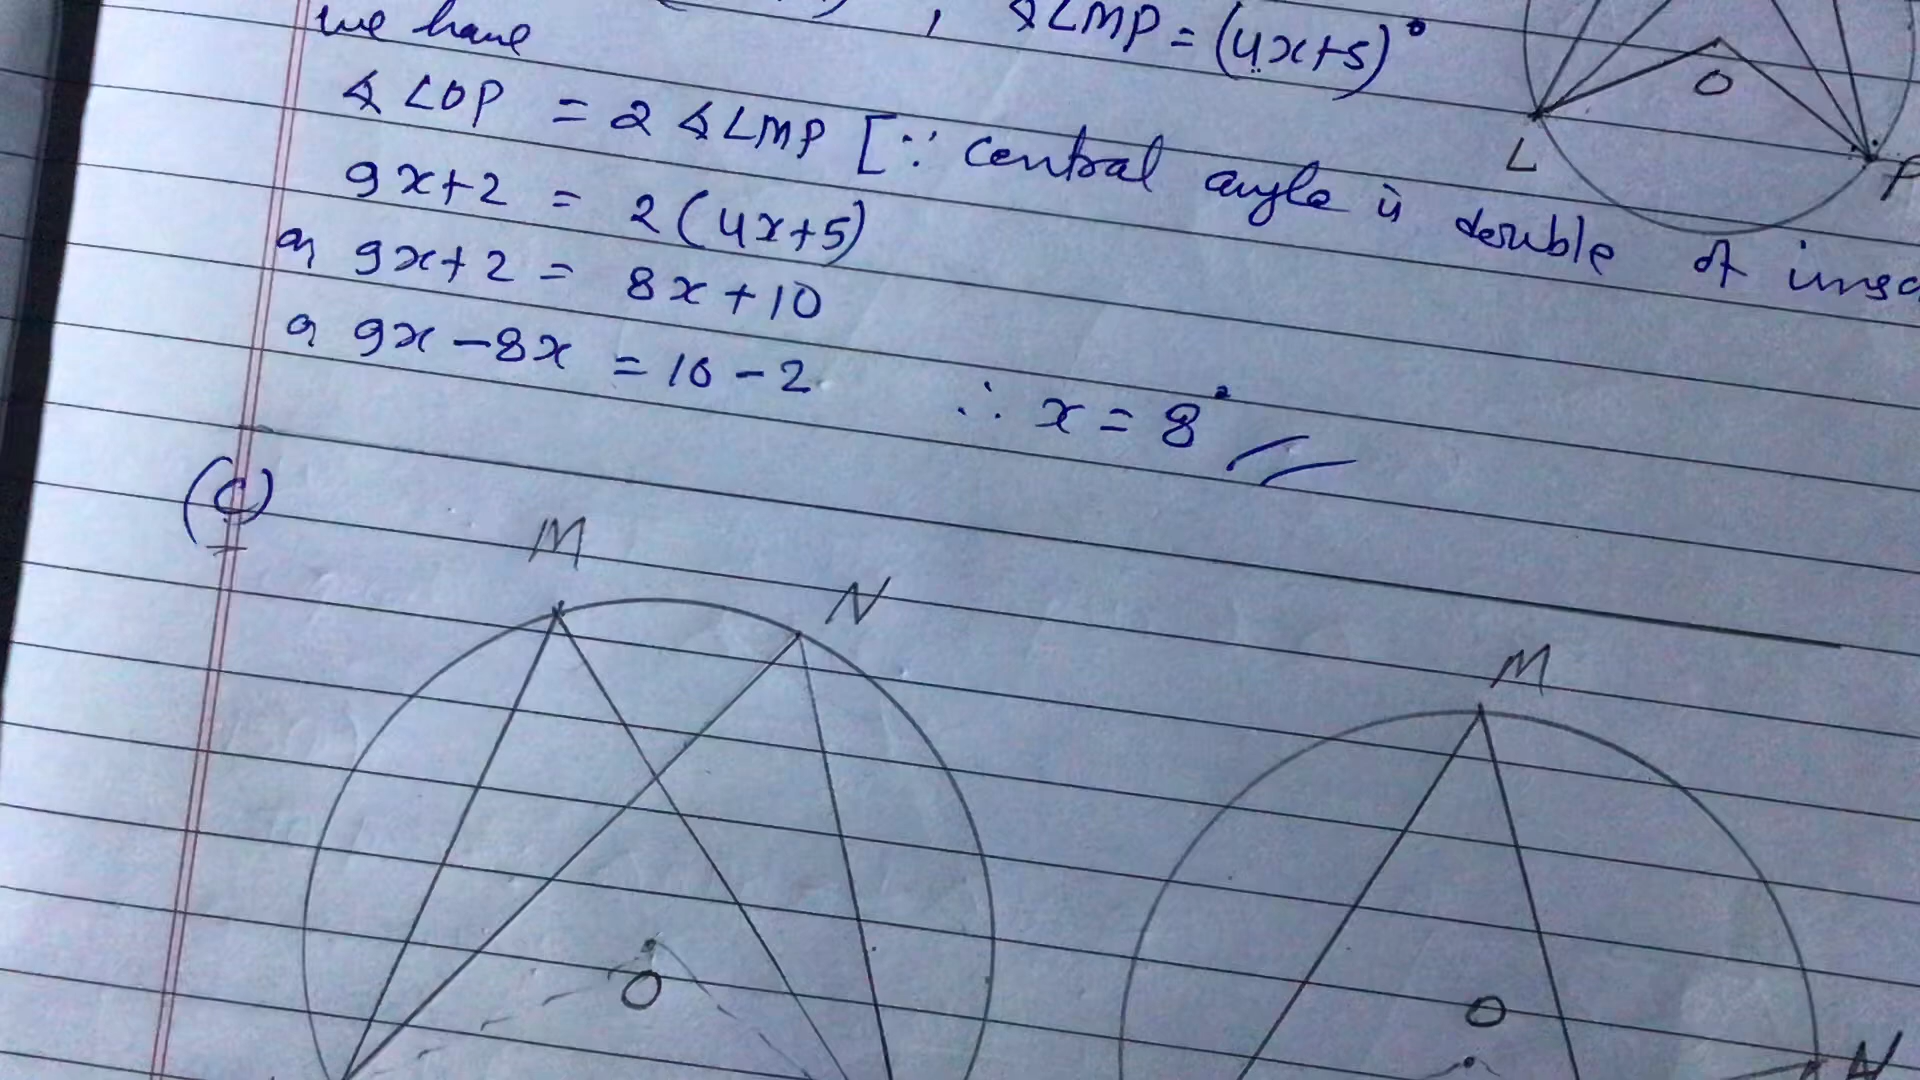 , ∡LMP = (4x+5)°
we have
∡LOP = 2 ∡LMP [∵ Central angle is double of insc
9x+2 = 2(4x+5)
or 9x+2 = 8x+10
or 9x-8x = 10-2 ∴ x = 8°
O
L P
(c)
M N
M
O
O N